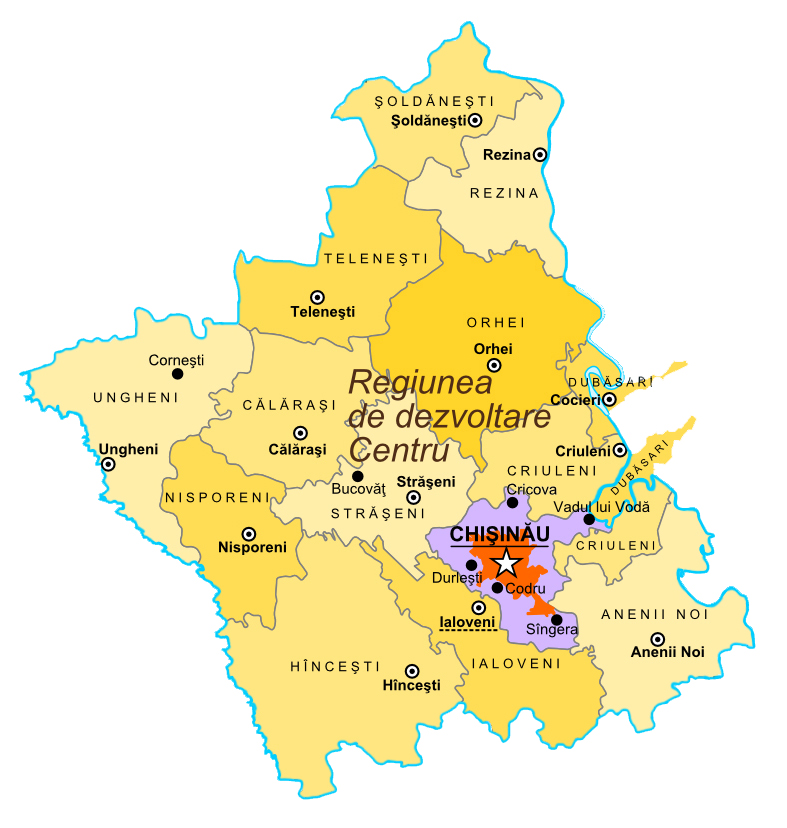 ŞOLDĂNEŞTI
Şoldăneşti
Rezina
REZINA
TELENEŞTI
Teleneşti
ORHEI
Orhei
Corneşti
UNGHENI
Ungheni
CĂLĂRAŞI
Călăraşi
Regiunea
de dezvoltare
Centru
DUBĂSARI
Cocieri
Criuleni
CRIULENI
DUBĂSARI
Bucovăţ
Străşeni
STRĂŞENI
NISPORENI
Nisporeni
Cricova
Vadul lui Vodă
CHIŞINĂU
CRIULENI
Durleşti
Codru
Ialoveni
Sîngera
ANENII NOI
Anenii Noi
IALOVENI
HÎNCEŞTI
Hînceşti